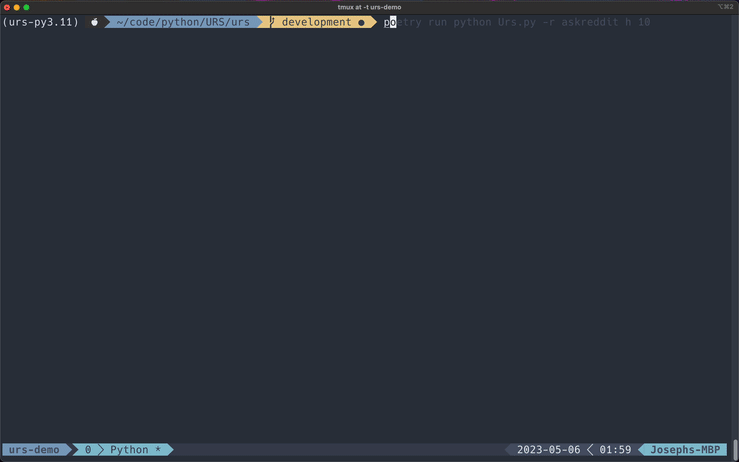 tmux at -t urs-demo
⌥⌘2
(urs-py3.11) ~/code/python/URS/urs development ● poetry run python Urs.py -r askreddit h 10
urs-demo 0 Python * 2023-05-06 01:59 Josephs-MBP